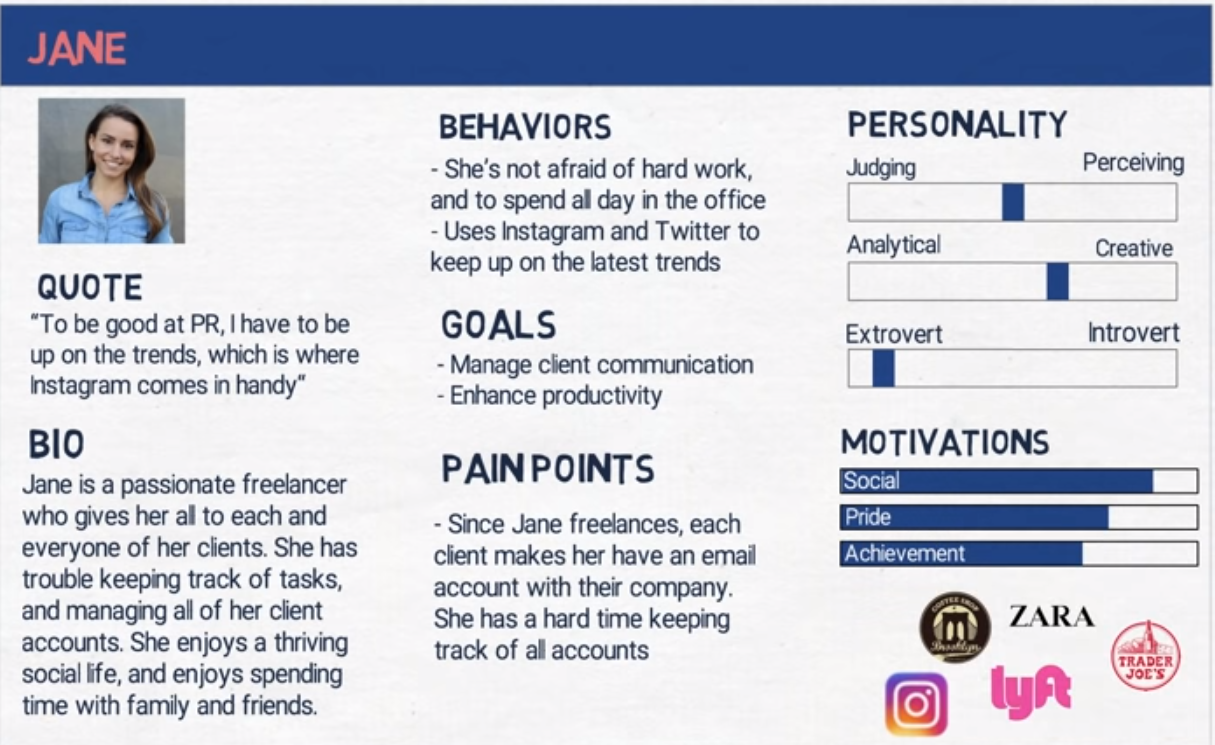 JANE
QUOTE
“To be good at PR, I have to be
up on the trends, which is where
Instagram comes in handy“
BIO
Jane is a passionate freelancer
who gives her all to each and
everyone of her clients. She has
trouble keeping track of tasks,
and managing all of her client
accounts. She enjoys a thriving
social life, and enjoys spending
time with family and friends.
BEHAVIORS
- She's not afraid of hard work,
and to spend all day in the office
- Uses Instagram and Twitter to
keep up on the latest trends
GOALS
- Manage client communication
- Enhance productivity
PAIN POINTS
- Since Jane freelances, each
client makes her have an email
account with their company.
She has a hard time keeping
track of all accounts
PERSONALITY
Judging Perceiving
Analytical Creative
Extrovert Introvert
MOTIVATIONS
Social
Pride
Achievement
COFFEE SHOP
Brooklyn
ZARA
TRADER
JOE'S
lyft